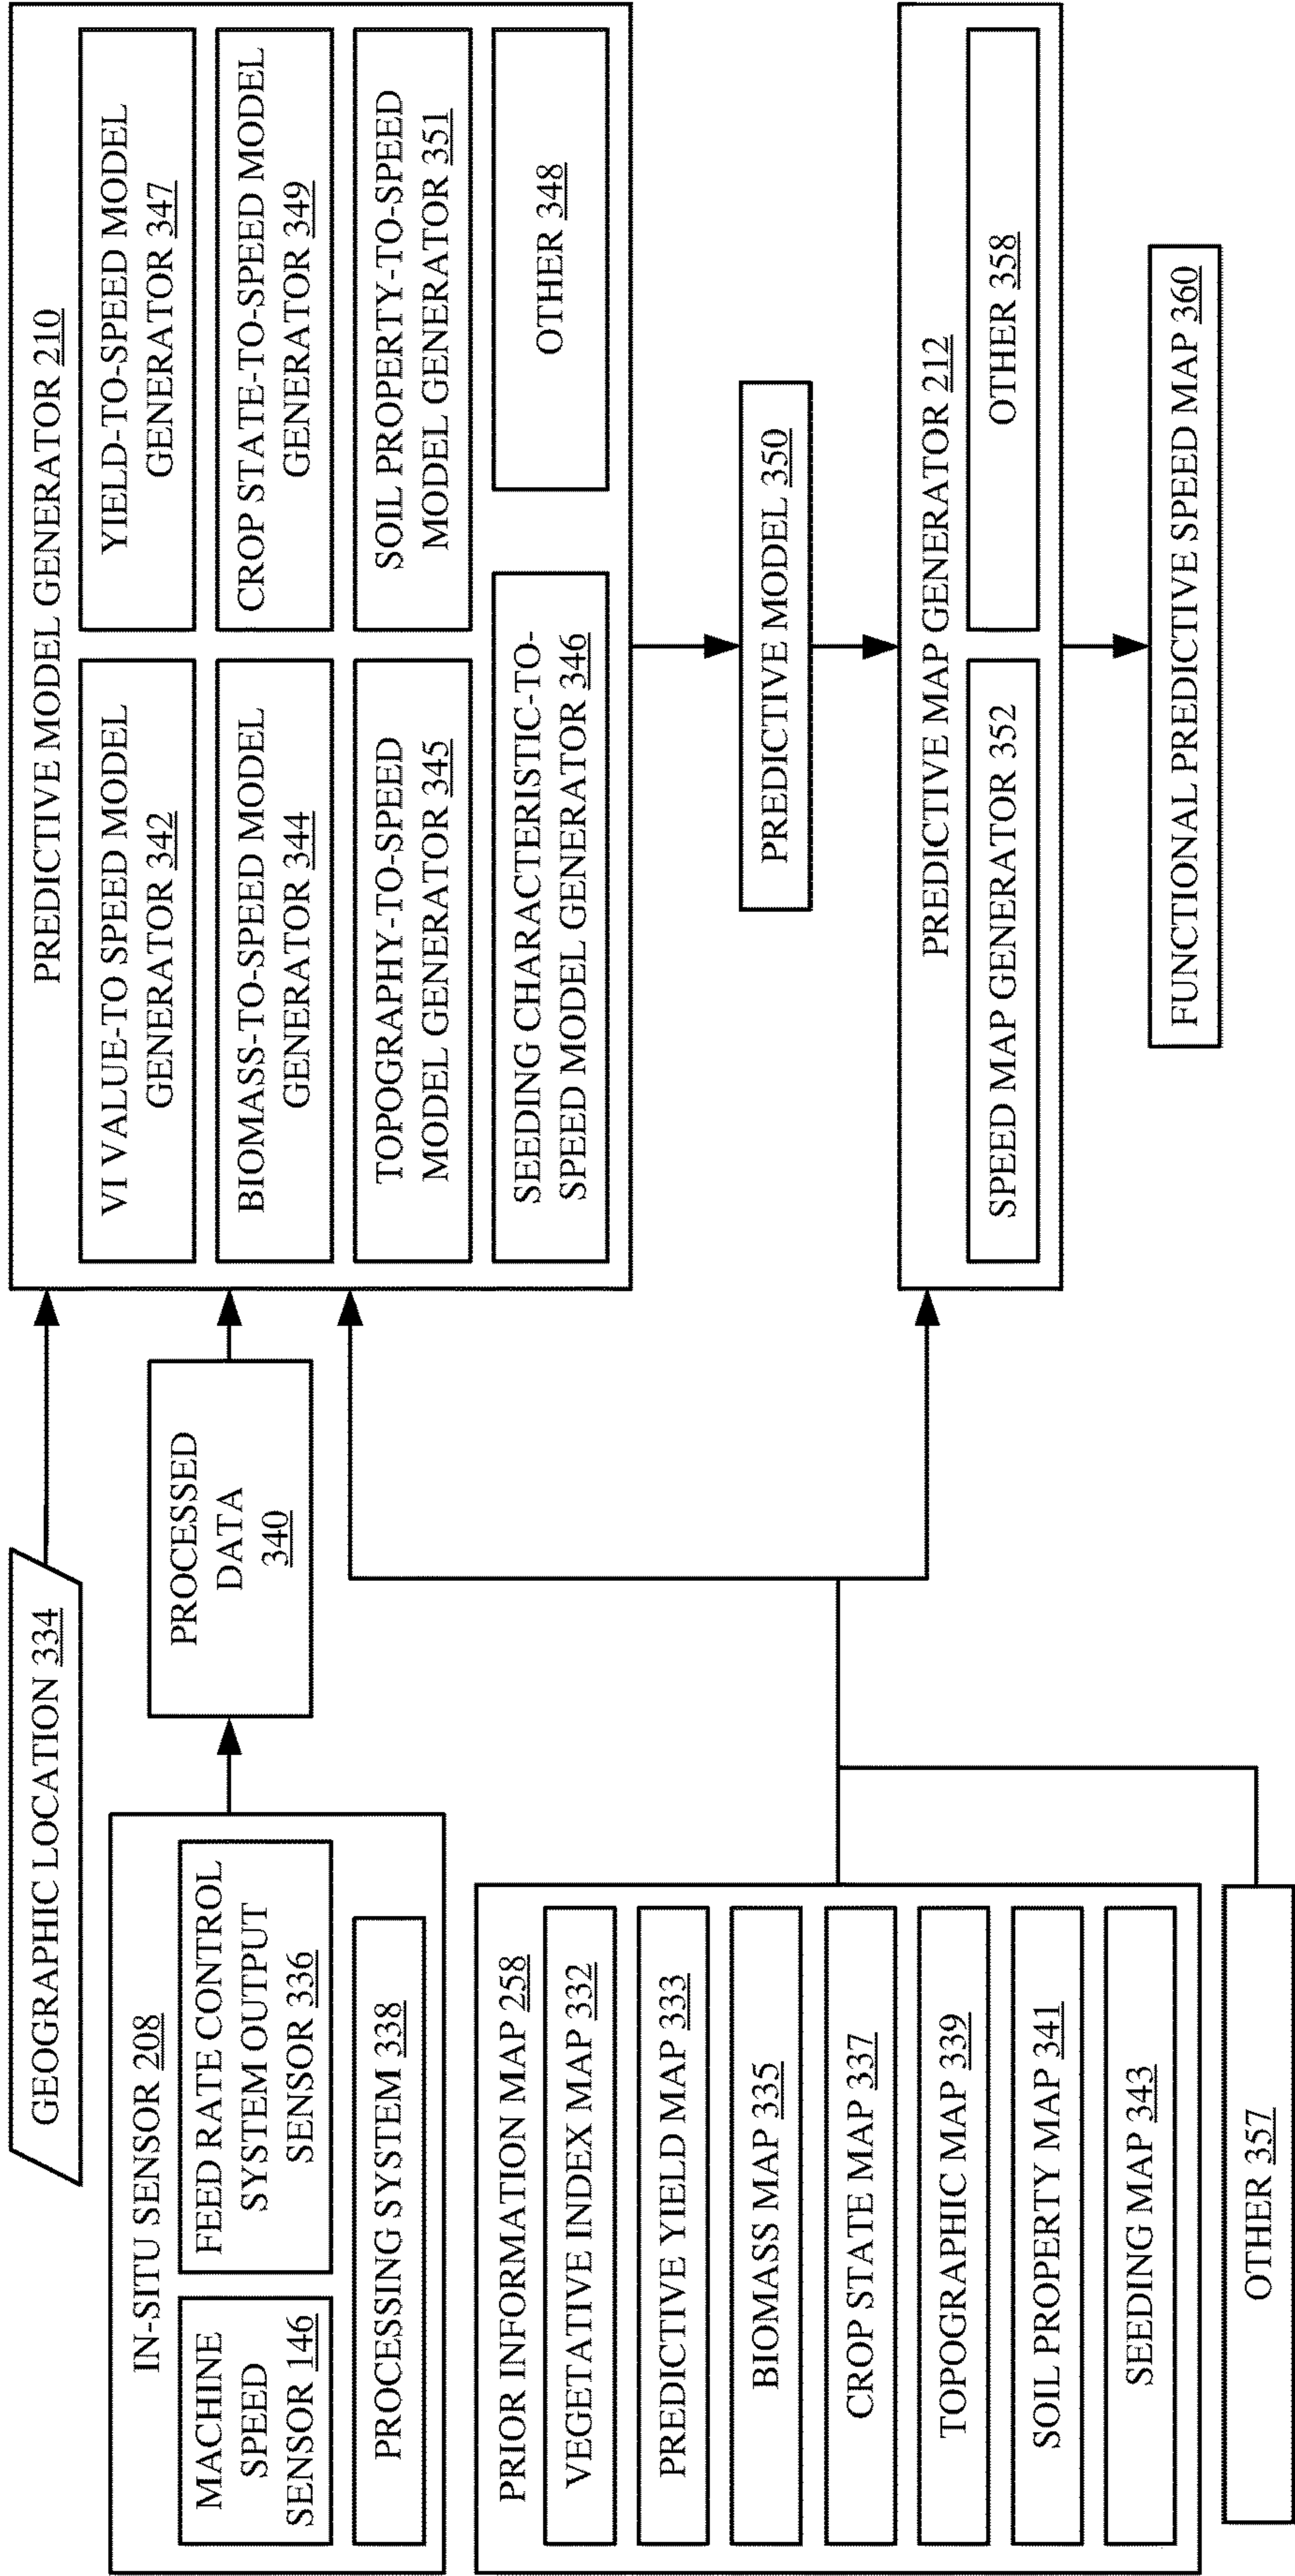 GEOGRAPHIC LOCATION 334
IN-SITU SENSOR 208
MACHINE
SPEED
SENSOR 146
FEED RATE CONTROL
SYSTEM OUTPUT
SENSOR 336
PROCESSING SYSTEM 338
PROCESSED
DATA
340
PRIOR INFORMATION MAP 258
VEGETATIVE INDEX MAP 332
PREDICTIVE YIELD MAP 333
BIOMASS MAP 335
CROP STATE MAP 337
TOPOGRAPHIC MAP 339
SOIL PROPERTY MAP 341
SEEDING MAP 343
OTHER 357
PREDICTIVE MODEL GENERATOR 210
VI VALUE-TO SPEED MODEL
GENERATOR 342
YIELD-TO-SPEED MODEL
GENERATOR 347
BIOMASS-TO-SPEED MODEL
GENERATOR 344
CROP STATE-TO-SPEED MODEL
GENERATOR 349
TOPOGRAPHY-TO-SPEED
MODEL GENERATOR 345
SOIL PROPERTY-TO-SPEED
MODEL GENERATOR 351
SEEDING CHARACTERISTIC-TO-
SPEED MODEL GENERATOR 346
OTHER 348
PREDICTIVE MODEL 350
PREDICTIVE MAP GENERATOR 212
SPEED MAP GENERATOR 352
OTHER 358
FUNCTIONAL PREDICTIVE SPEED MAP 360